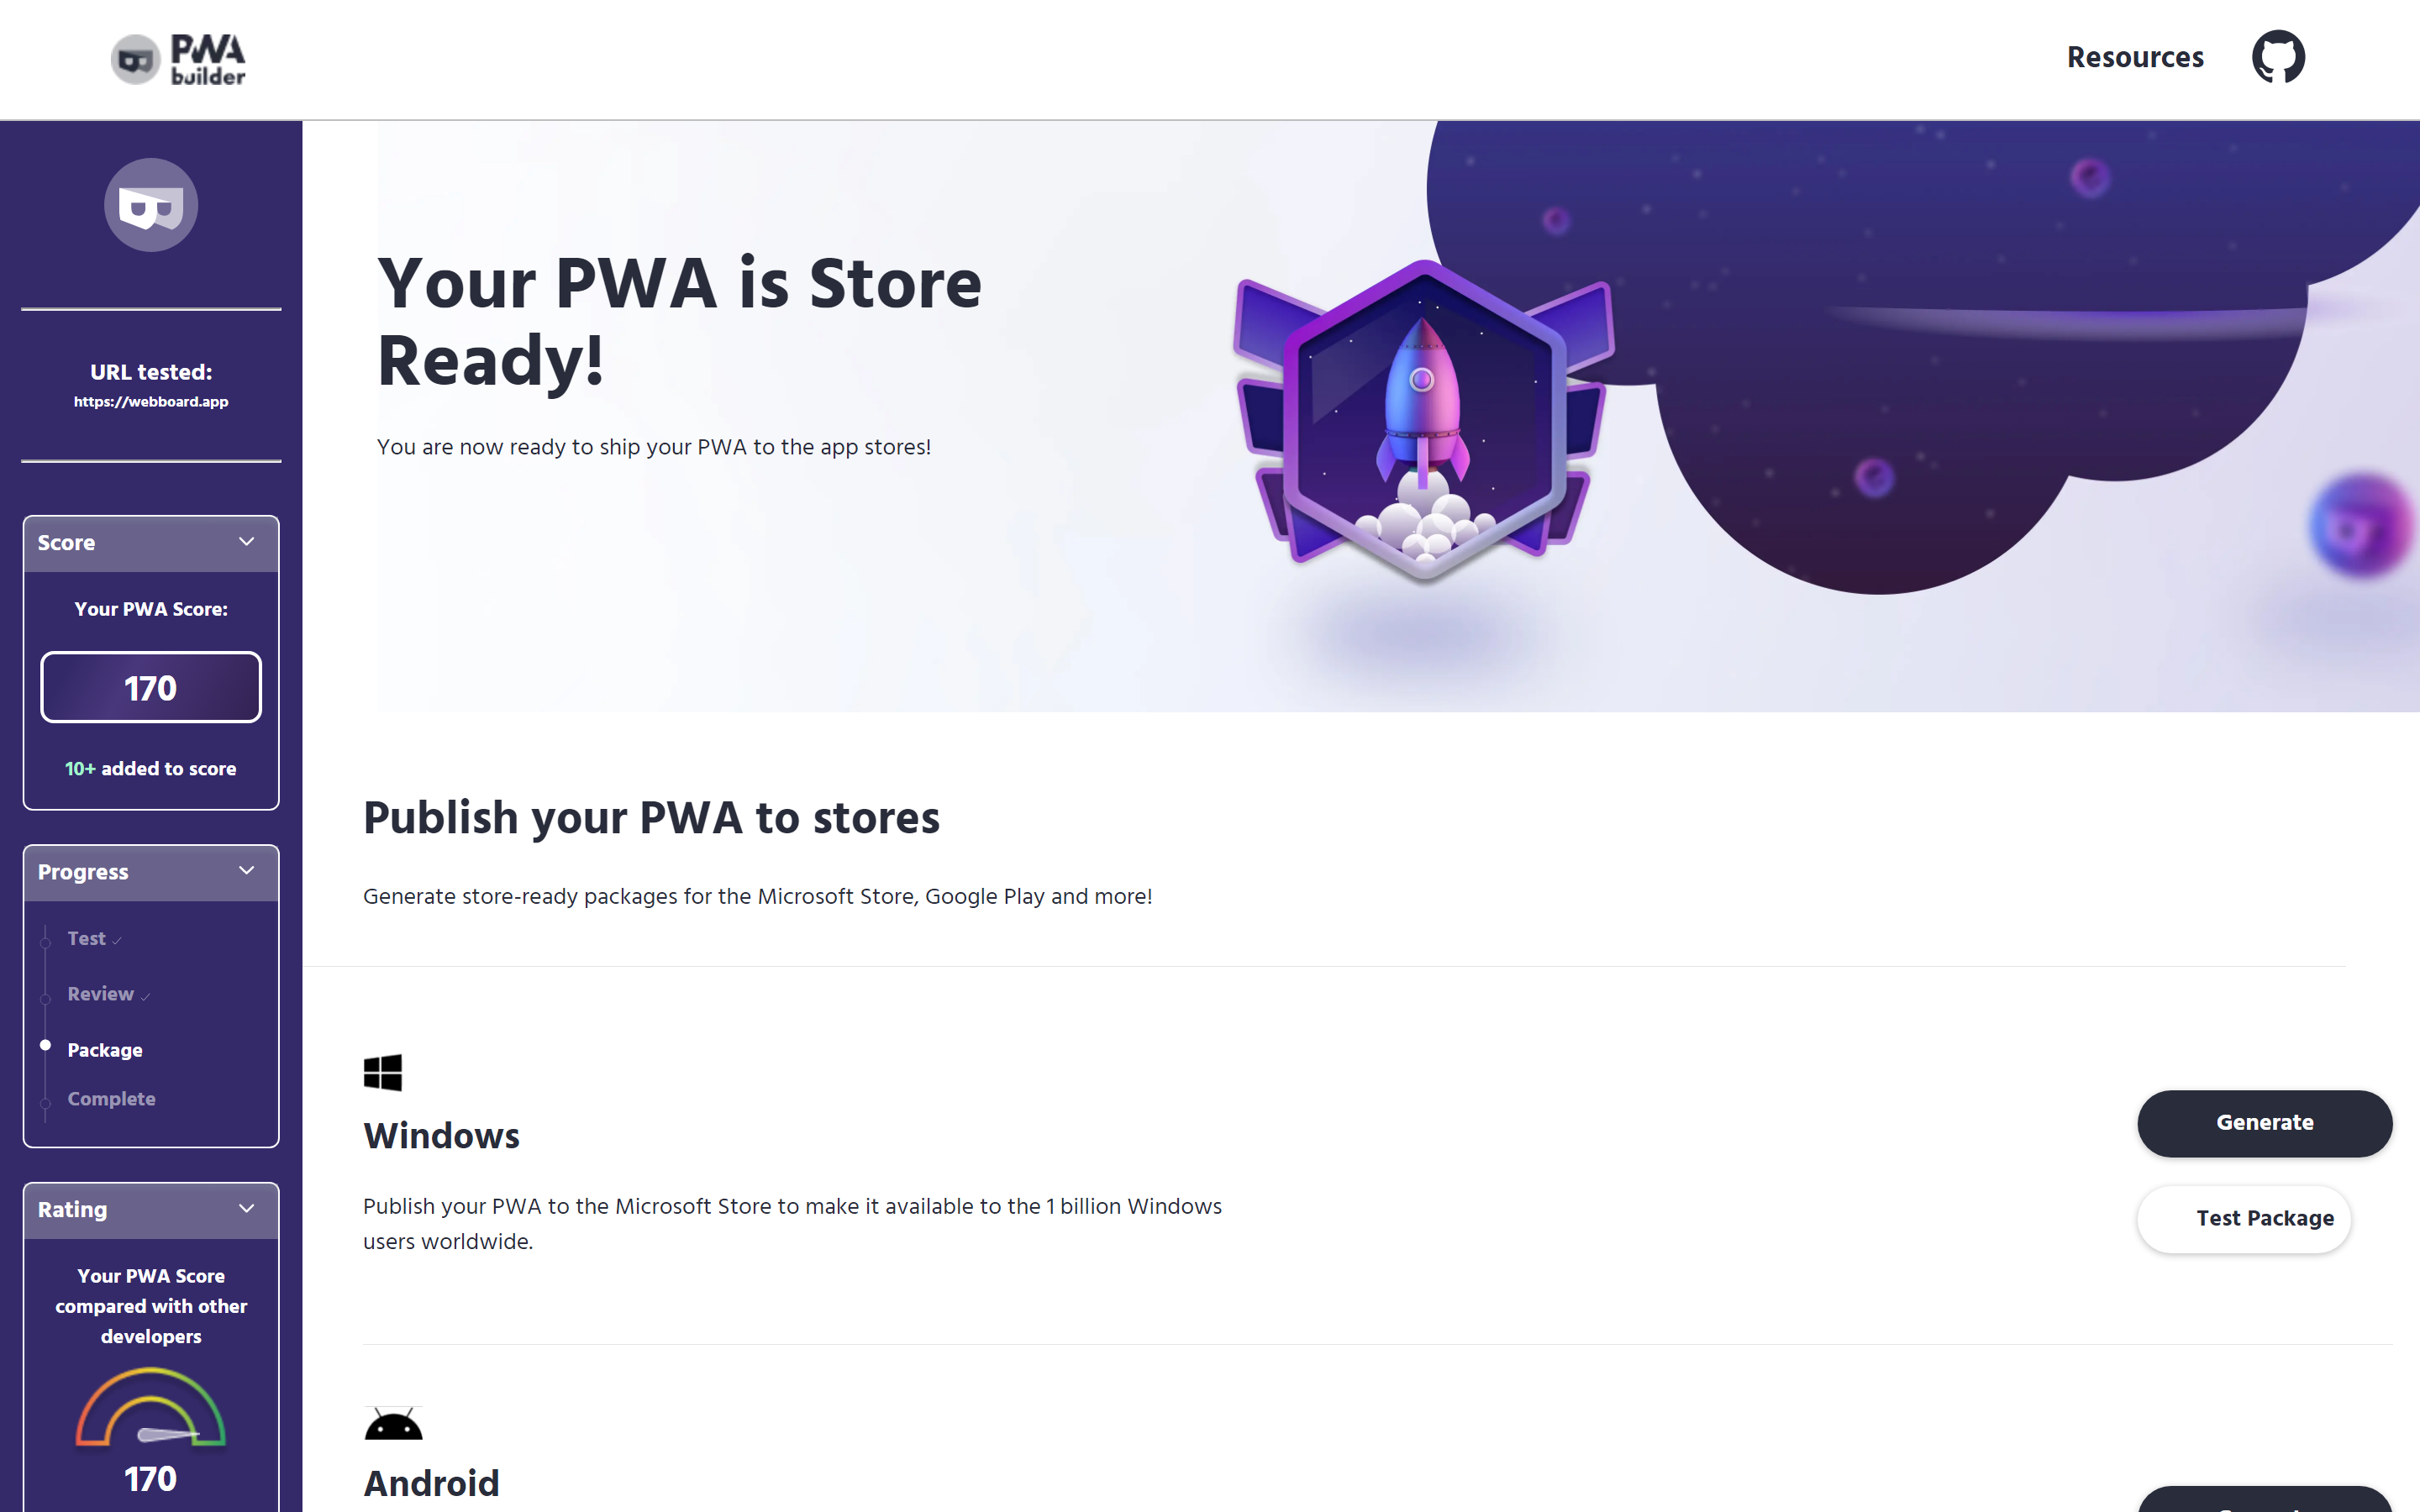 PWA
builder
Resources
URL tested:
https://webboard.app
Score
Your PWA Score:
170
10+ added to score
Progress
Test
Review
Package
Complete
Rating
Your PWA Score
compared with other
developers
170
Your PWA is Store
Ready!
You are now ready to ship your PWA to the app stores!
Publish your PWA to stores
Generate store-ready packages for the Microsoft Store, Google Play and more!
Windows
Publish your PWA to the Microsoft Store to make it available to the 1 billion Windows
users worldwide.
Generate
Test Package
Android